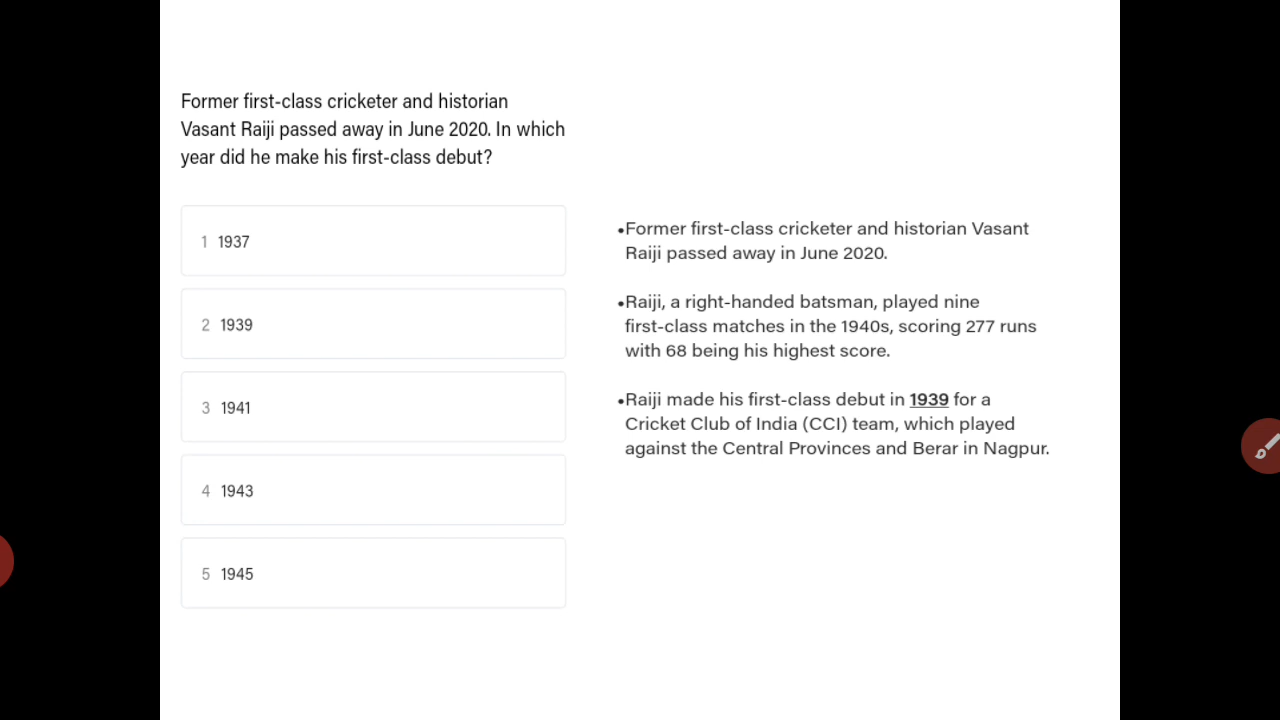 Former first-class cricketer and historian
Vasant Raiji passed away in June 2020. In which
year did he make his first-class debut?
1 1937
2 1939
3 1941
4 1943
5 1945
•Former first-class cricketer and historian Vasant
Raiji passed away in June 2020.
•Raiji, a right-handed batsman, played nine
first-class matches in the 1940s, scoring 277 runs
with 68 being his highest score.
•Raiji made his first-class debut in 1939 for a
Cricket Club of India (CCI) team, which played
against the Central Provinces and Berar in Nagpur.